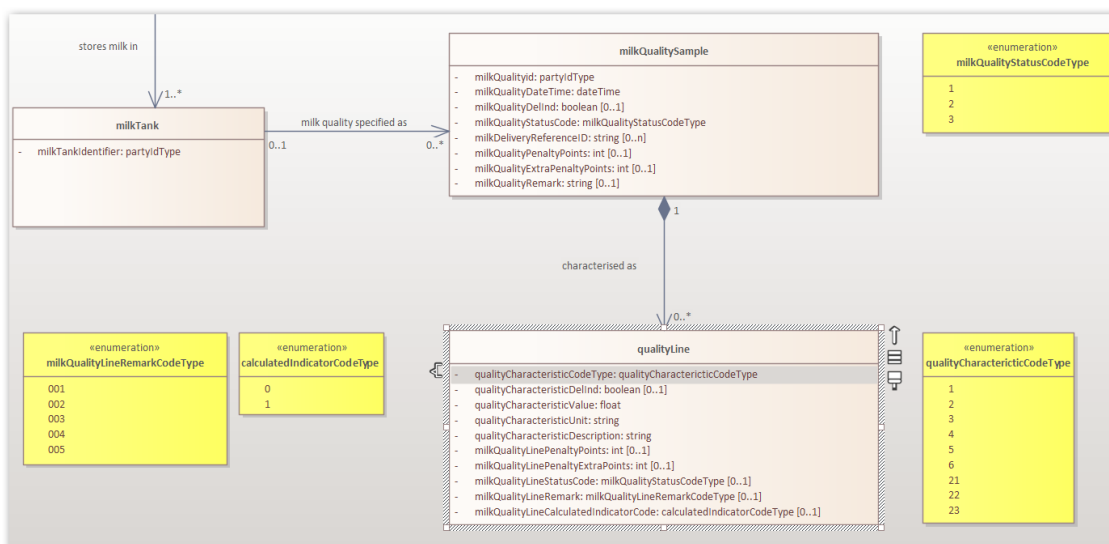 stores milk in
1..*
milkTank
- milkTankIdentifier: partyIdType
0..1
milk quality specified as
0..*
milkQualitySample
- milkQualityid: partyIdType
- milkQualityDateTime: dateTime
- milkQualityDelInd: boolean [0..1]
- milkQualityStatusCode: milkQualityStatusCodeType
- milkDeliveryReferenceID: string [0..n]
- milkQualityPenaltyPoints: int [0..1]
- milkQualityExtraPenaltyPoints: int [0..1]
- milkQualityRemark: string [0..1]
«enumeration»
milkQualityStatusCodeType
1
2
3
1
characterised as
0..*
«enumeration»
milkQualityLineRemarkCodeType
001
002
003
004
005
«enumeration»
calculatedIndicatorCodeType
0
1
qualityLine
- qualityCharacteristicCodeType: qualityCharactericticCodeType
- qualityCharacteristicDelInd: boolean [0..1]
- qualityCharacteristicValue: float
- qualityCharacteristicUnit: string
- qualityCharacteristicDescription: string
- milkQualityLinePenaltyPoints: int [0..1]
- milkQualityLinePenaltyExtraPoints: int [0..1]
- milkQualityLineStatusCode: milkQualityStatusCodeType [0..1]
- milkQualityLineRemark: milkQualityLineRemarkCodeType [0..1]
- milkQualityLineCalculatedIndicatorCode: calculatedIndicatorCodeType [0..1]
«enumeration»
qualityCharactericticCodeType
1
2
3
4
5
6
21
22
23